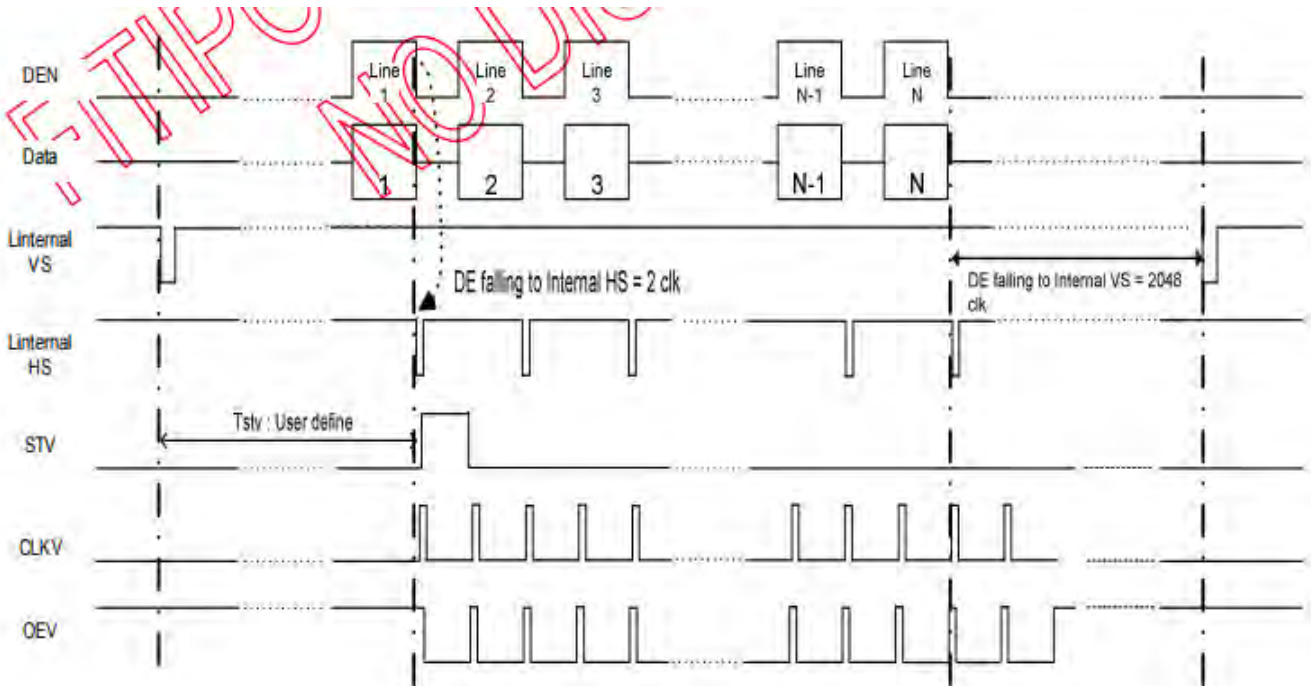 DEN
Line
1
Line
2
Line
3
Line
N-1
Line
N
Data
1
2
3
N-1
N
Linternal
VS
DE falling to Internal HS = 2 clk
DE falling to Internal VS = 2048
clk
Linternal
HS
Tstv : User define
STV
CLKV
OEV
NO